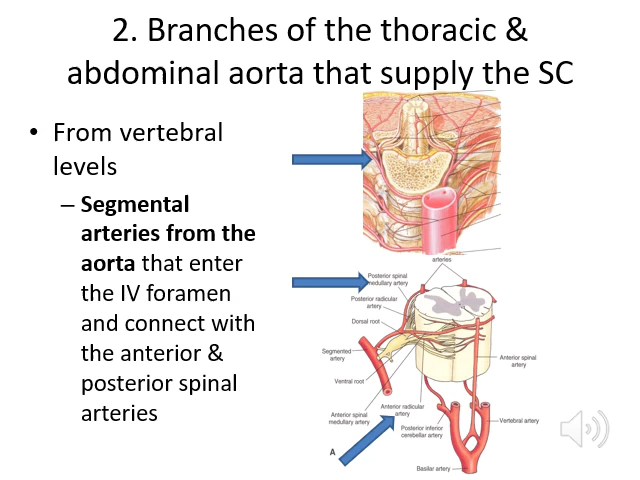 2. Branches of the thoracic &
abdominal aorta that supply the SC
• From vertebral
levels
– Segmental
arteries from the
aorta that enter
the IV foramen
and connect with
the anterior &
posterior spinal
arteries
arteries
Posterior spinal
medullary artery
Posterior radicular
artery
Dorsal root
Segmented
artery
Ventral root
Anterior spinal
medullary artery
Anterior radicular
artery
Posterior inferior
cerebellar artery
Anterior spinal
artery
Vertebral artery
A
Basilar artery